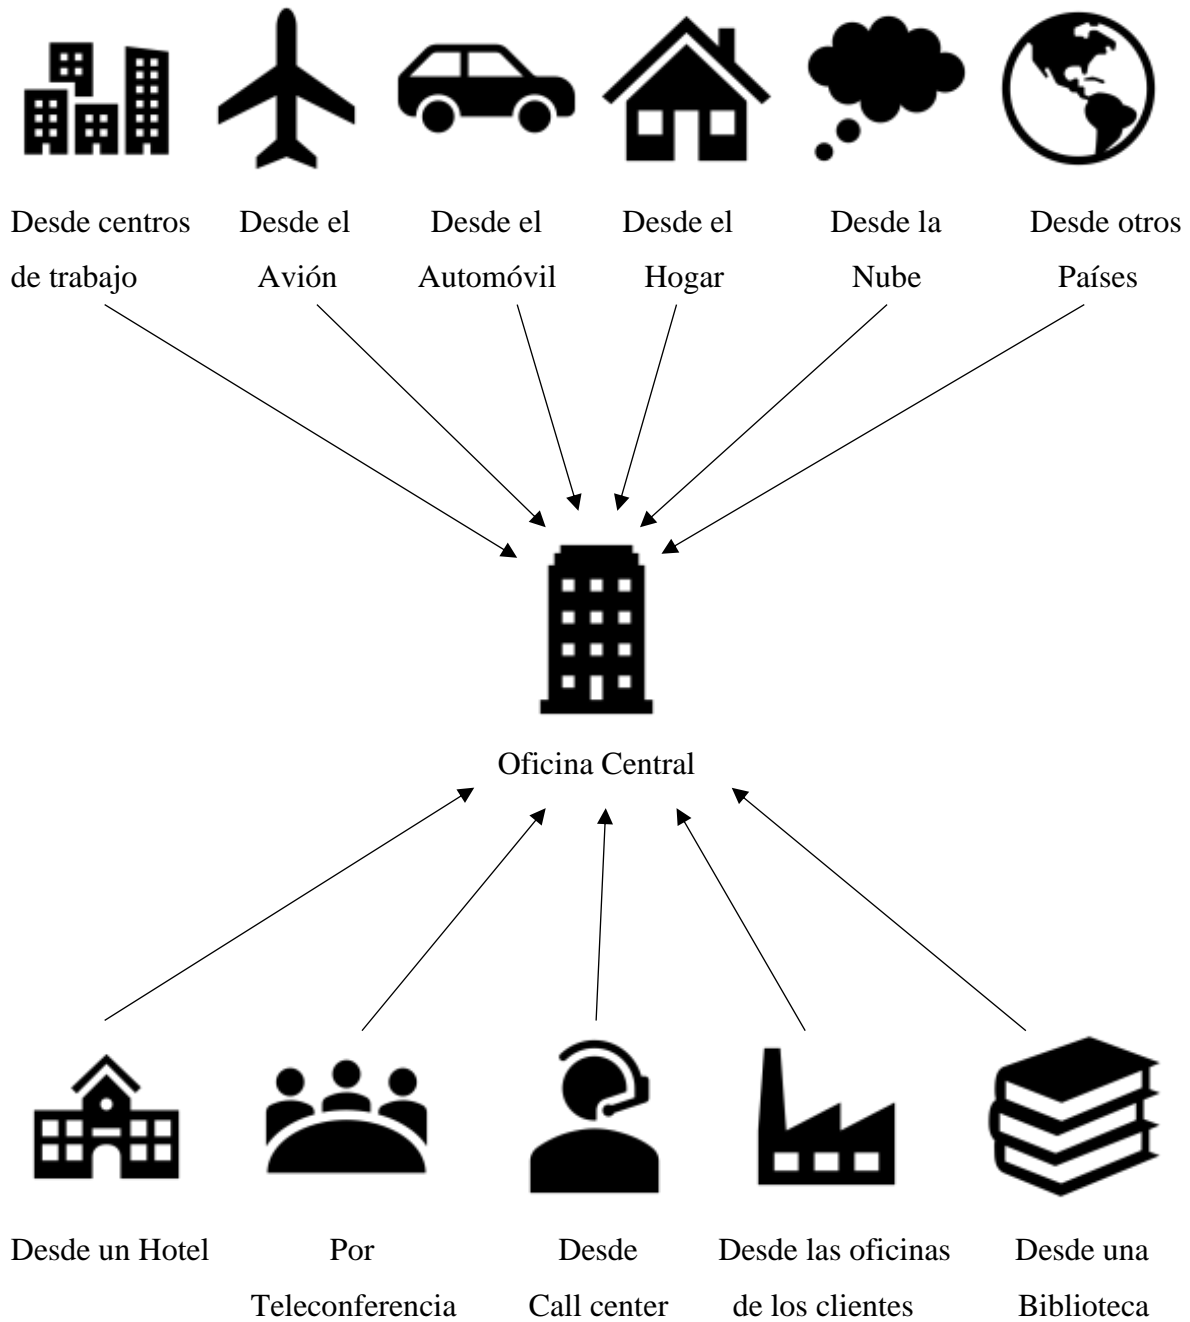 Desde centros
de trabajo
Desde el
Avión
Desde el
Automóvil
Desde el
Hogar
Desde la
Nube
Desde otros
Países
Oficina Central
Desde un Hotel
Por
Teleconferencia
Desde
Call center
Desde las oficinas
de los clientes
Desde una
Biblioteca